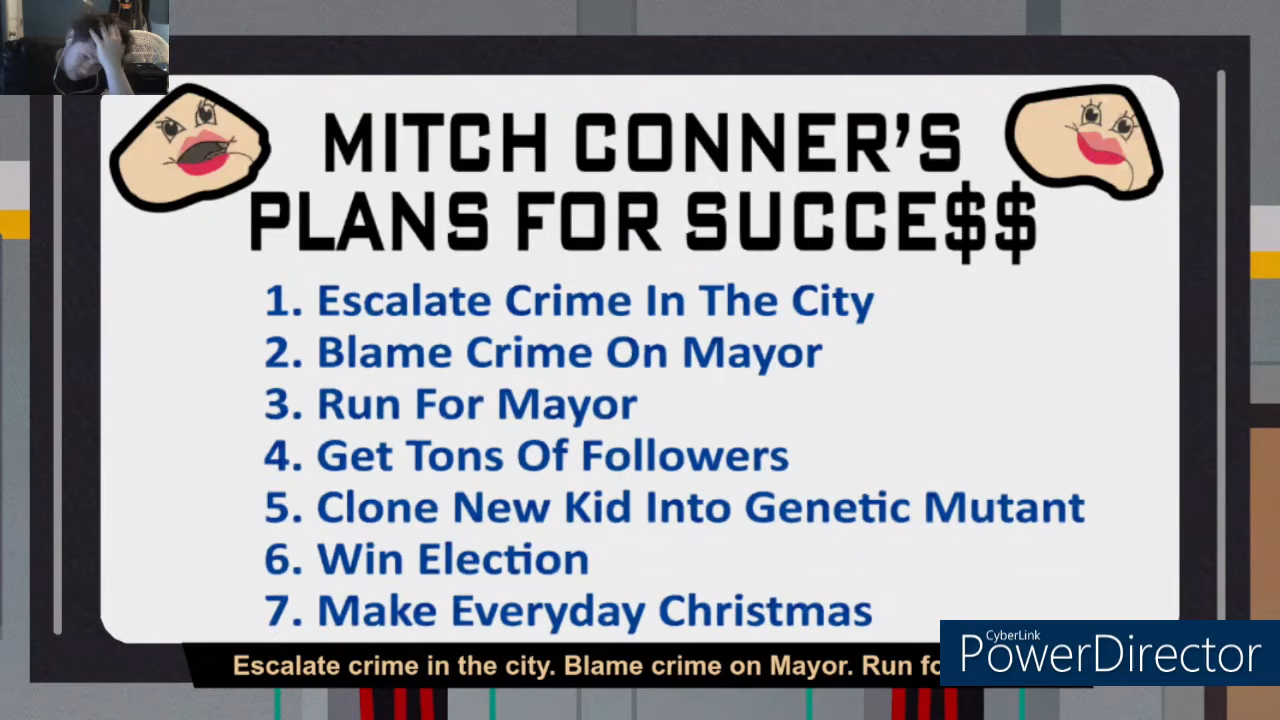 MITCH CONNER'S
PLANS FOR SUCCE$$
1. Escalate Crime In The City
2. Blame Crime On Mayor
3. Run For Mayor
4. Get Tons Of Followers
5. Clone New Kid Into Genetic Mutant
6. Win Election
7. Make Everyday Christmas
Escalate crime in the city. Blame crime on Mayor. Run
CyberLink
PowerDirector